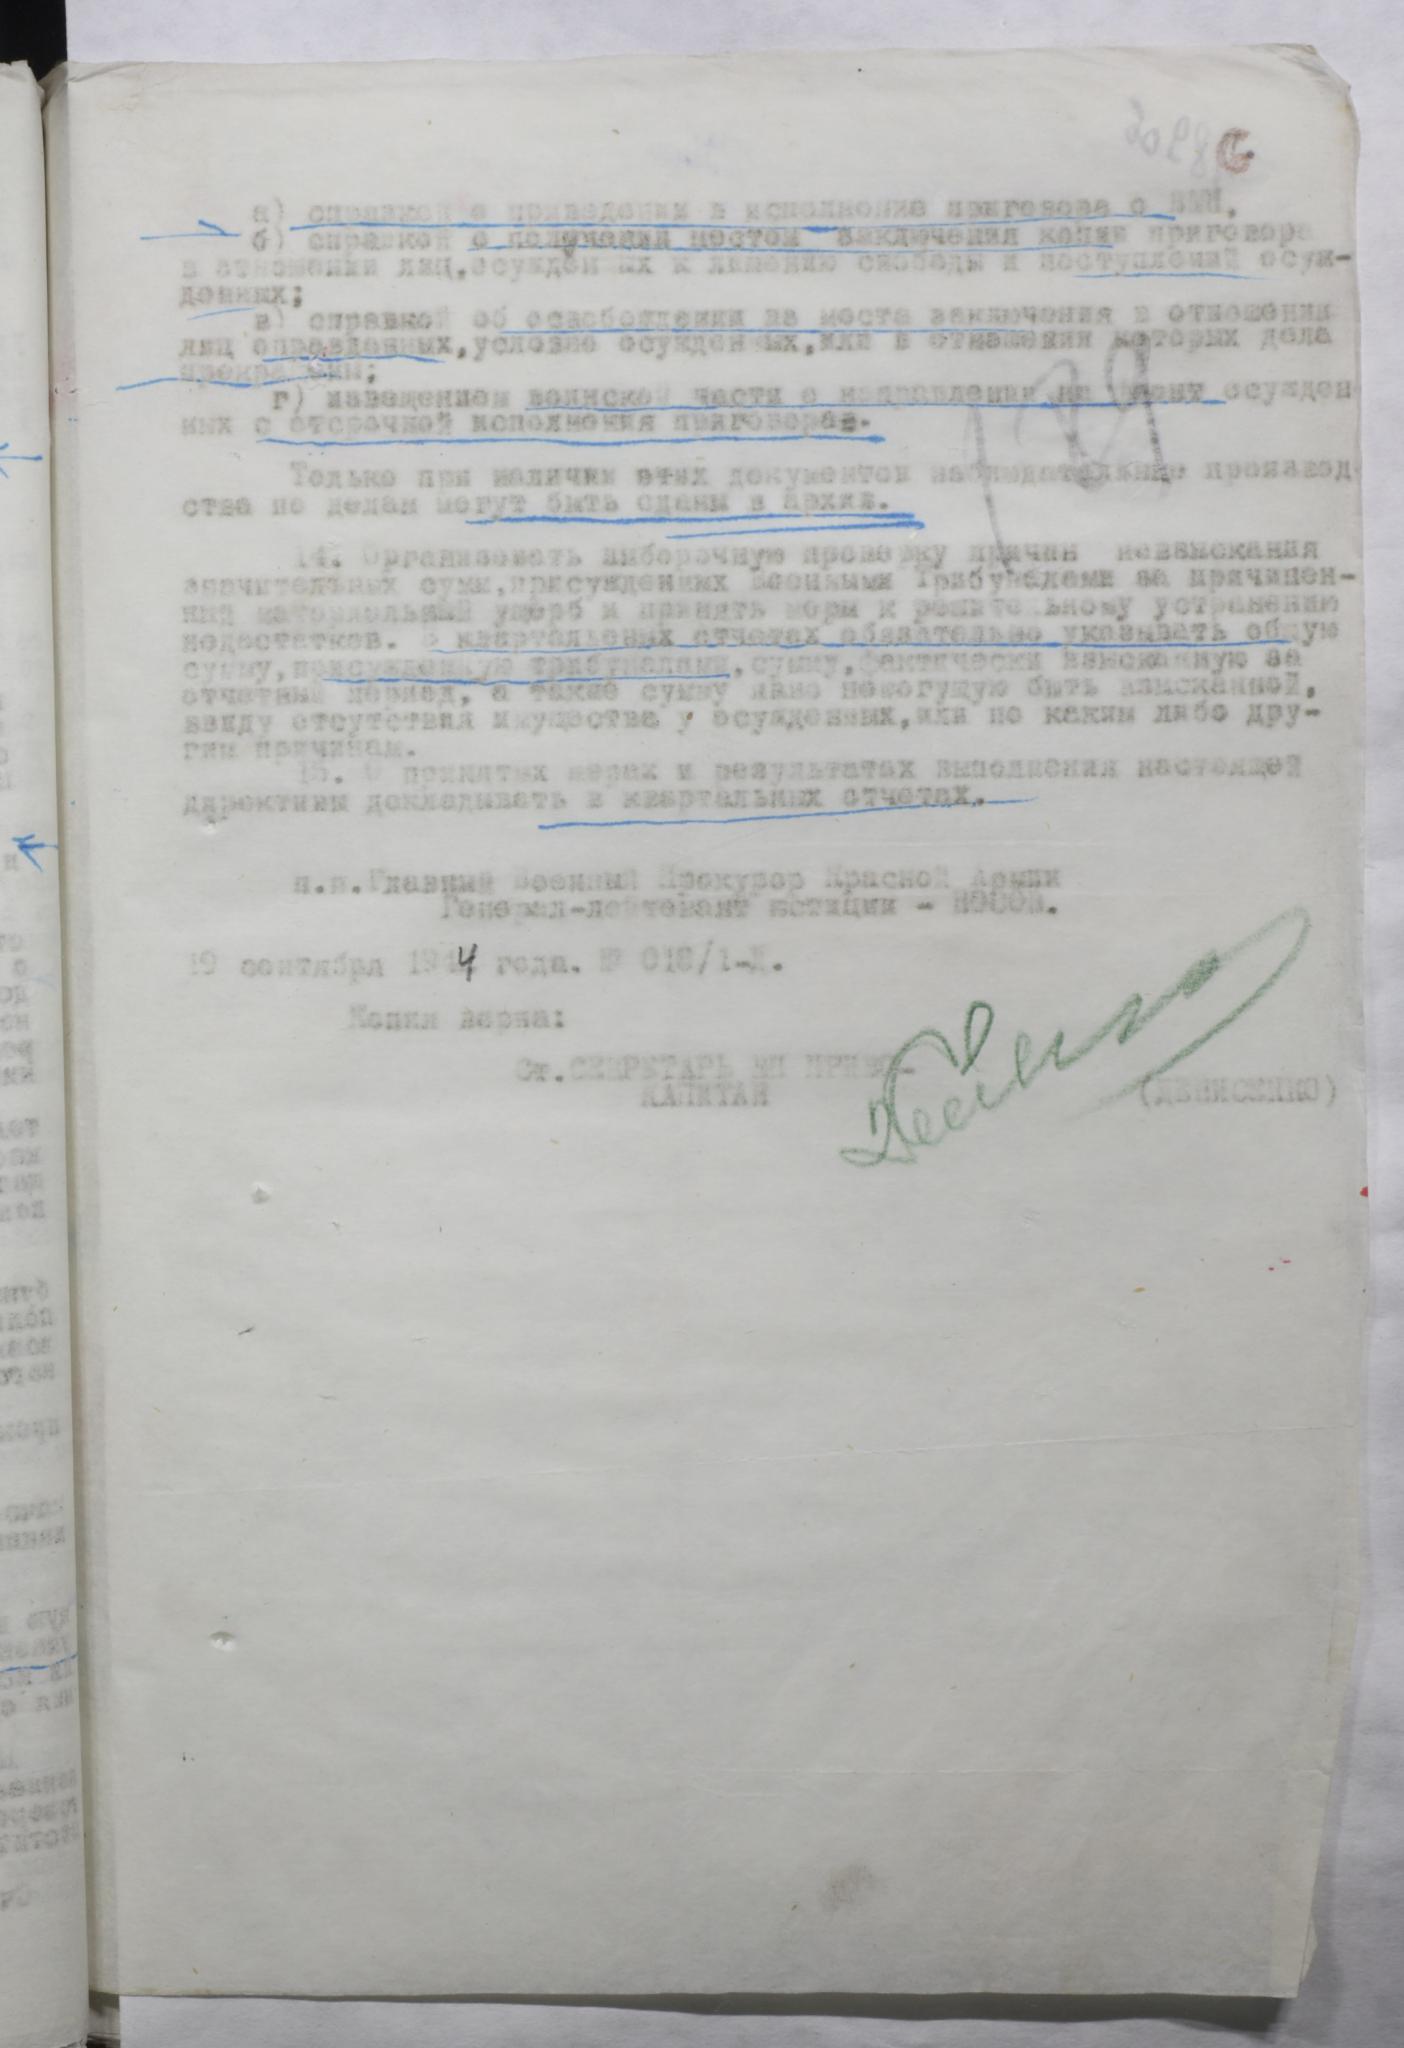 6.
а) справкой о приведении в исполнение приговора о ВМН.
б) справкой о получении местом заключения копии приговора
в отношении лиц, осужденных к лишению свободы и поступлений осуж-
денных;
в) справкой об освобождении из места заключения в отношении
лиц оправданных, условно осужденных, или в отношении которых дела
прекращены;
г) извещением воинской части о направлении на фронт осужден
ных с отсрочкой исполнения приговора.
Только при наличии этих документов наблюдательные производ
ства по делам могут быть сданы в архив.
14. Организовать выборочную проверку причин невзыскания
значительных сумм, присужденных Военными Трибуналами за причинен-
ный материальный ущерб и принять меры к решительному устранению
недостатков. В квартальных отчетах обязательно указывать общую
сумму, присужденную трибуналами, сумму, фактически взысканную за
отчетный период, а также сумму явно немогущую быть взысканной,
ввиду отсутствия имущества у осужденных, или по каким либо дру-
гим причинам.
15. О принятых мерах и результатах выполнения настоящей
директивы докладывать в квартальных отчетах.
п.п. Главный Военный Прокурор Красной Армии
Генерал-лейтенант юстиции - НОСОВ.
19 сентября 1944 года. № 018/1-Д.
Копия верна:
Ст. СЕКРЕТАРЬ ВП
КАПИТАН (ДЕНИСЕНКО)